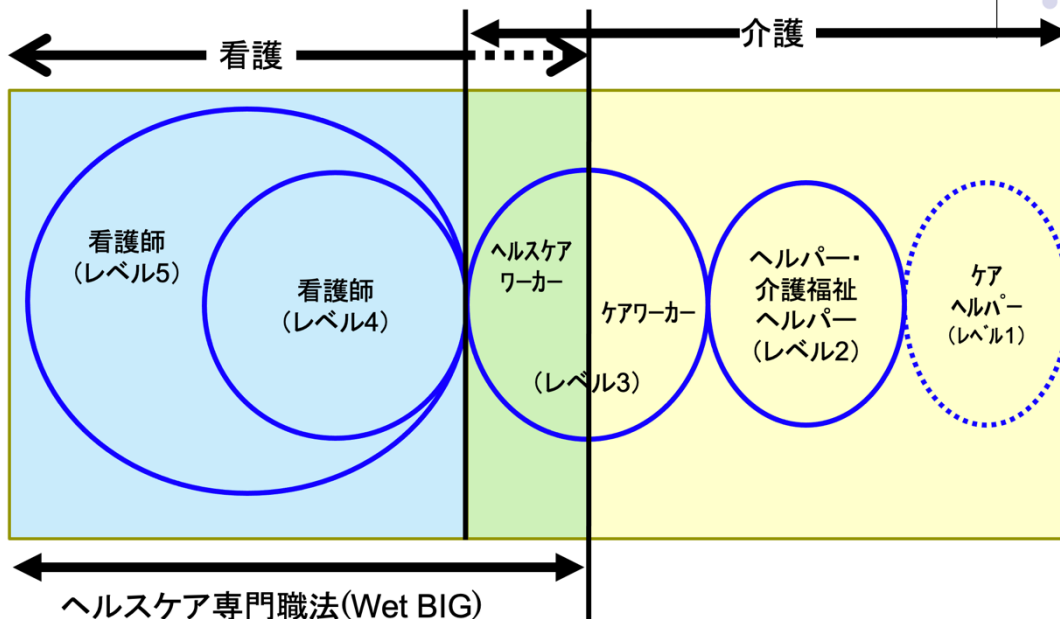 看護
介護
看護師
(レベル5)
看護師
(レベル4)
ヘルスケア
ワーカー
ケアワーカー
(レベル3)
ヘルパー・
介護福祉
ヘルパー
(レベル2)
ケア
ヘルパー
(レベル1)
ヘルスケア専門職法(Wet BIG)